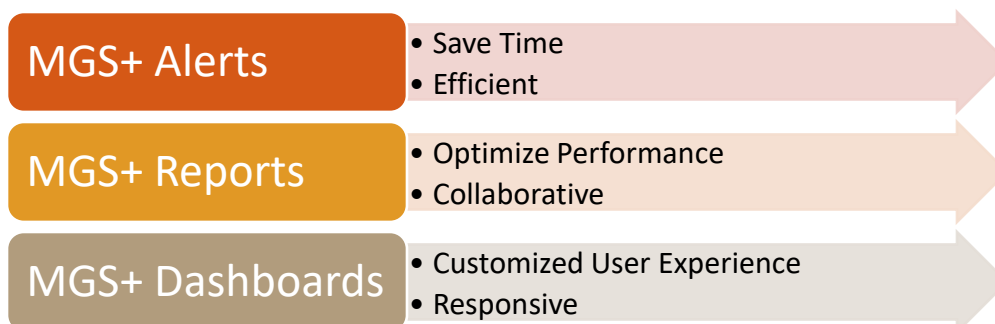 MGS+ Alerts
• Save Time
• Efficient
MGS+ Reports
• Optimize Performance
• Collaborative
MGS+ Dashboards
• Customized User Experience
• Responsive